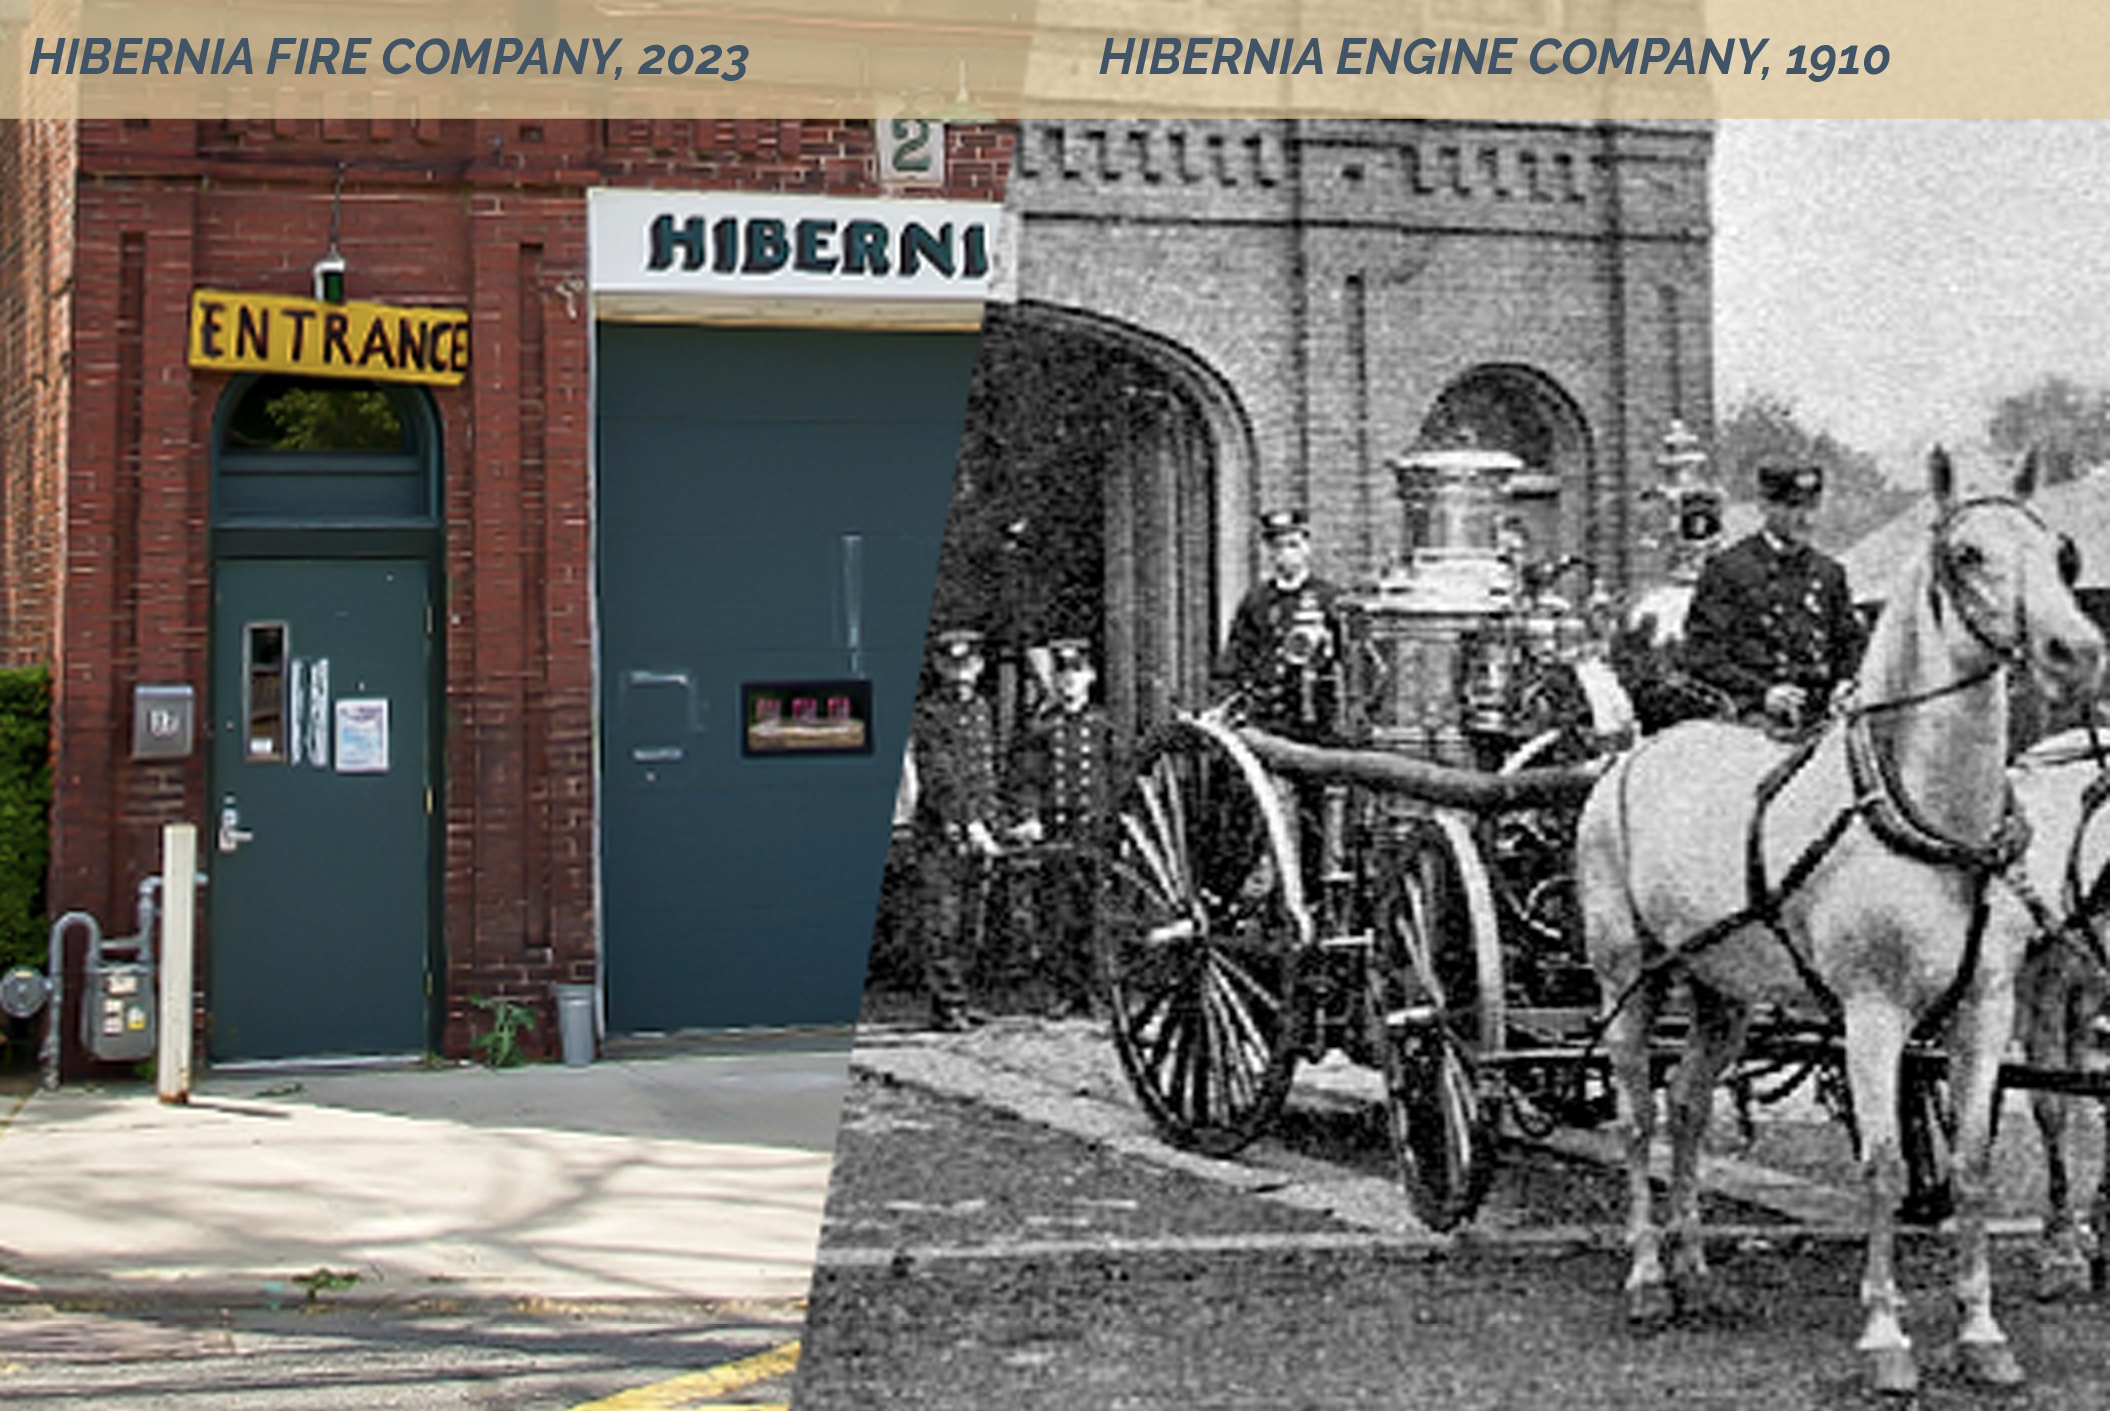 HIBERNIA FIRE COMPANY, 2023
HIBERNIA ENGINE COMPANY, 1910
2
HIBERNI
ENTRANCE